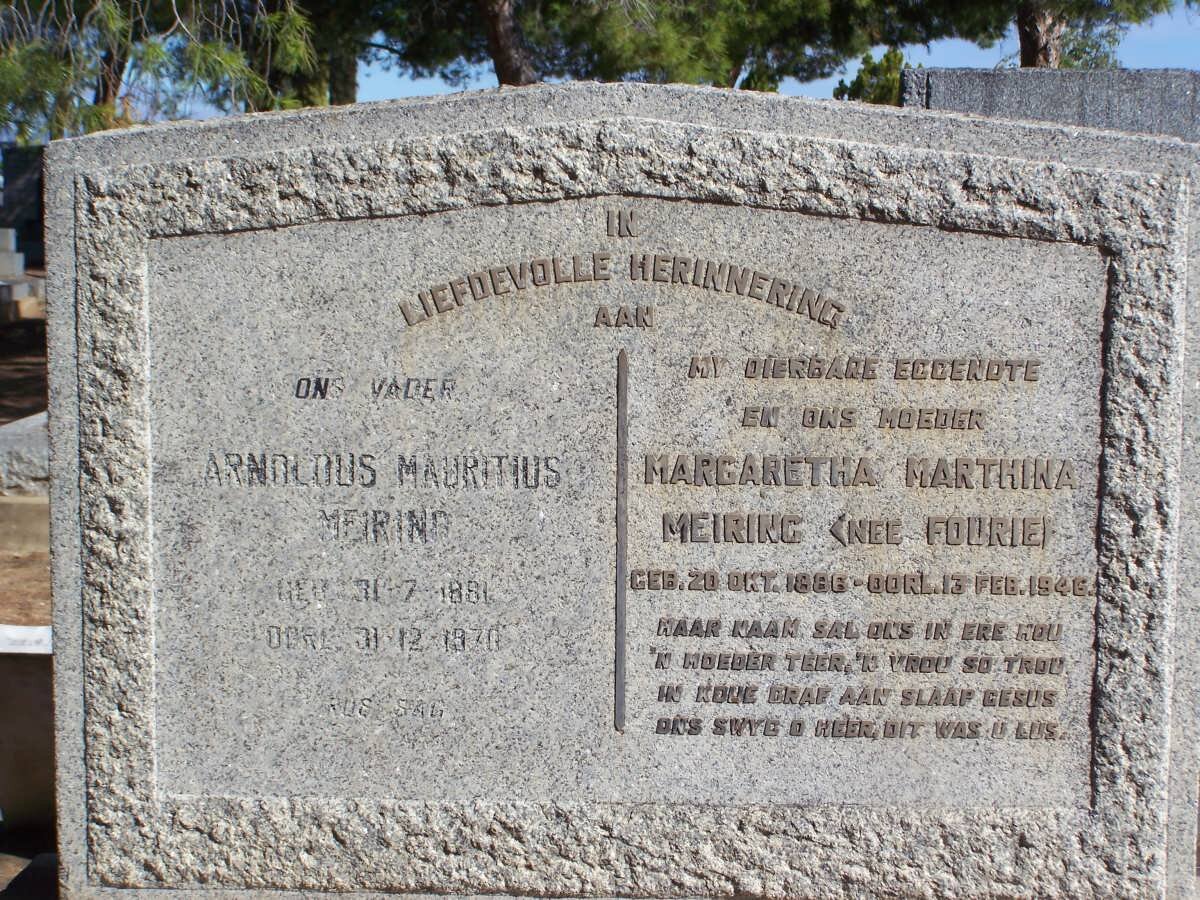 IN
LIEFDEVOLLE HERINNERING
AAN
ONS VADER
ARNOLDUS MAURITIUS
MEIRING
GEB. 31-7-1881
OORL. 31-12-1970
RUS SAG
MY DIERBARE EGGENOTE
EN ONS MOEDER
MARGARETHA MARTHINA
MEIRING (NEE FOURIE)
GEB. 20 OKT. 1886 - OORL. 13 FEB. 1946.
HAAR NAAM SAL ONS IN ERE HOU
'N MOEDER TEER, 'N VROU SO TROU
IN KOUE GRAF AAN SLAAP GESUS
ONS SWYG O HEER, DIT WAS U LUS.